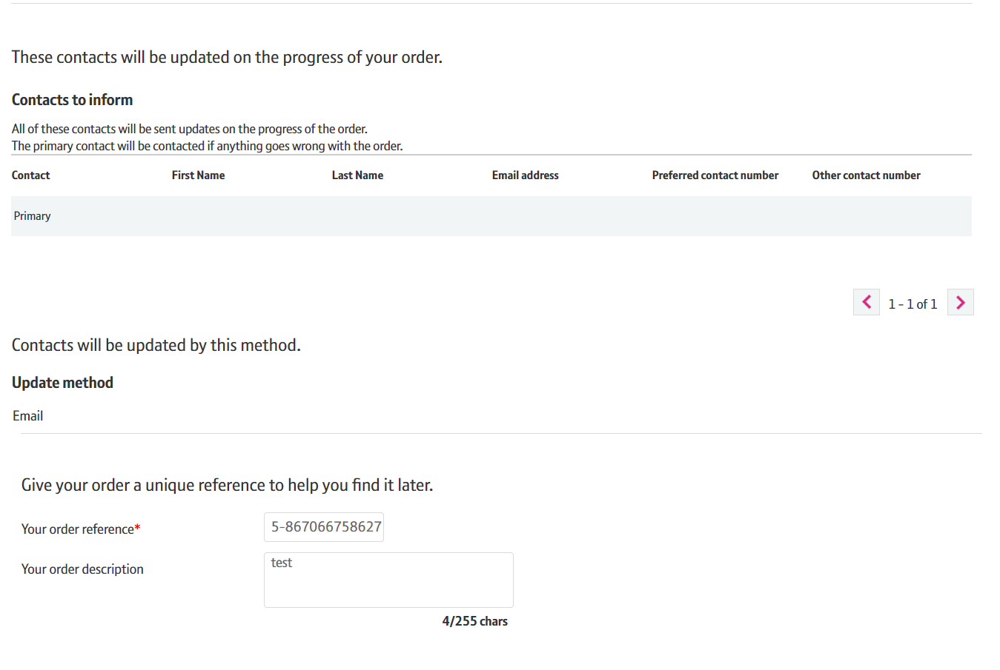 These contacts will be updated on the progress of your order.
Contacts to inform
All of these contacts will be sent updates on the progress of the order.
The primary contact will be contacted if anything goes wrong with the order.
Contact First Name Last Name Email address Preferred contact number Other contact number
Primary
1 - 1 of 1
Contacts will be updated by this method.
Update method
Email
Give your order a unique reference to help you find it later.
Your order reference* 5-867066758627
Your order description test
4/255 chars